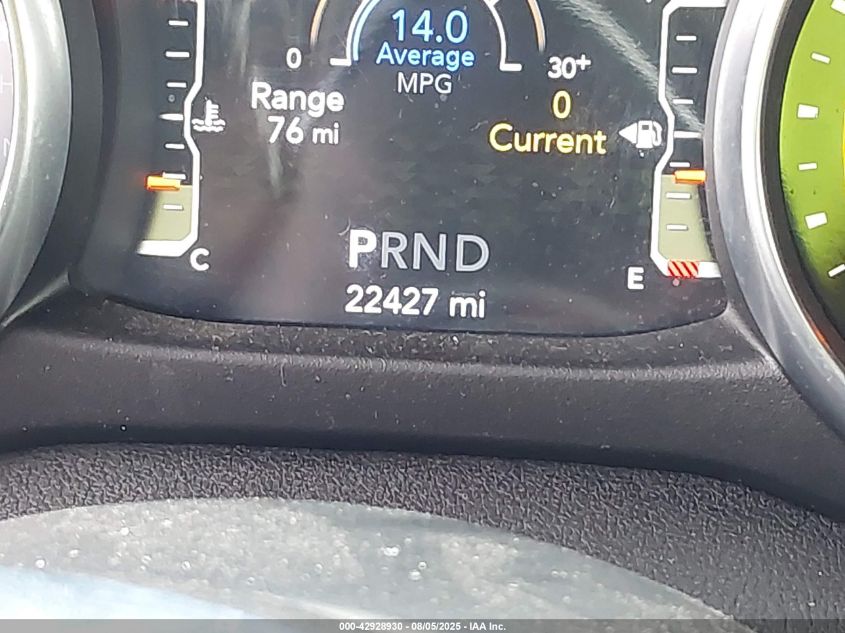 14.0
Average
MPG
0
30+
Range
76 mi
0
Current
C
PRND
E
22427 mi
000-42928930 - 08/05/2025 - IAA Inc.